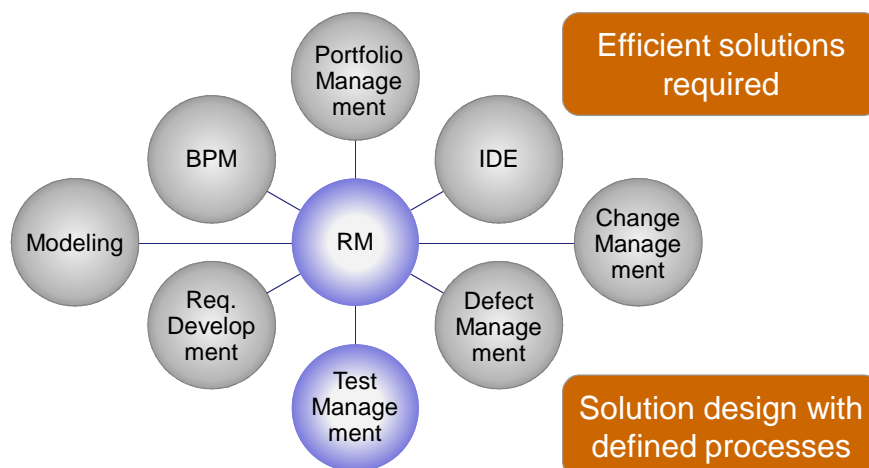 Efficient solutions
required
Portfolio
Manage
ment
BPM
IDE
Modeling
RM
Change
Manage
ment
Req.
Develop
ment
Defect
Manage
ment
Test
Manage
ment
Solution design with
defined processes